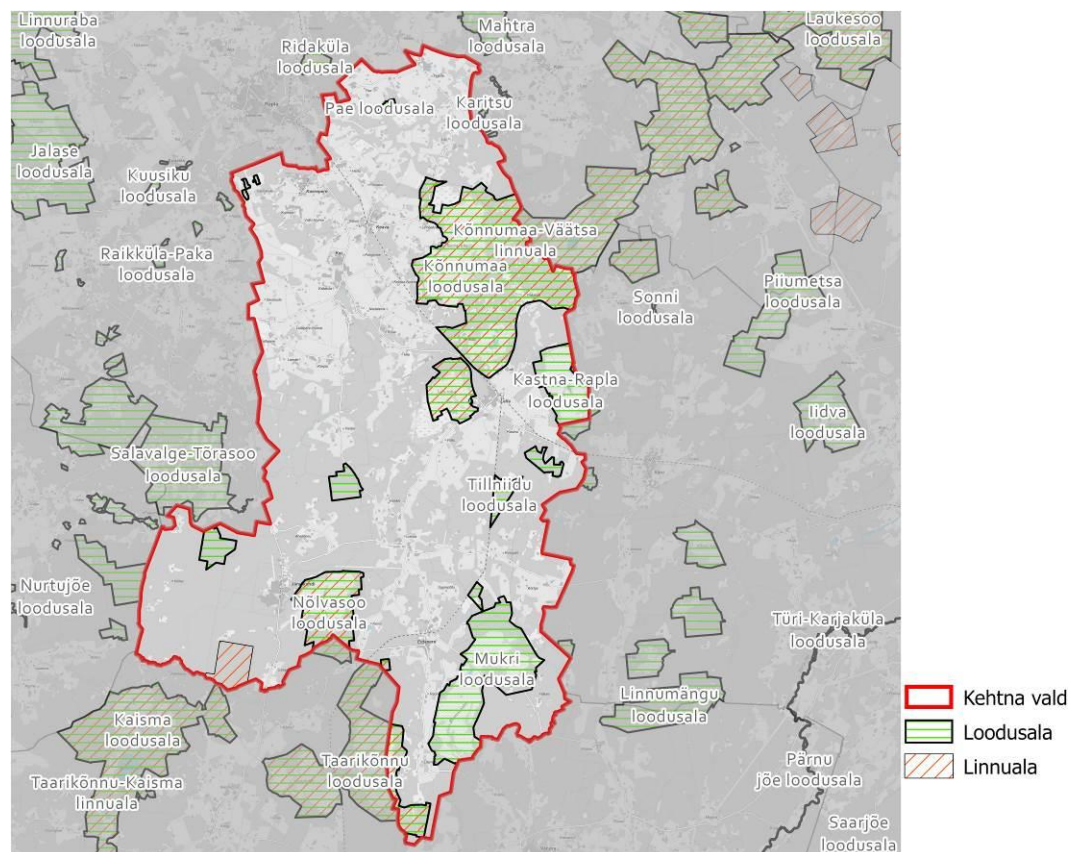 Linnuraba
loodusala
Ridaküla
loodusala
Mahtra
loodusala
Laukesoo
loodusala
Pae loodusala
Karitsu
loodusala
Jalase
loodusala
Kuusiku
loodusala
Raikküla-Paka
loodusala
Kõnnumaa-Väätsa
linnuala
Kõnnumaa
loodusala
Sonni
loodusala
Piiumetsa
loodusala
Kastna-Rapla
loodusala
Iidva
loodusala
Salavalge-Tõrasoo
loodusala
Tillniidu
loodusala
Nurtujõe
loodusala
Nõlvasoo
loodusala
Türi-Karjaküla
loodusala
Mukri
loodusala
Linnumängu
loodusala
Kaisma
loodusala
Taarikõnnu-Kaisma
linnuala
Taarikõnnu
loodusala
Pärnu
jõe loodusala
Saarjõe
loodusala
Kehtna vald
Loodusala
Linnuala